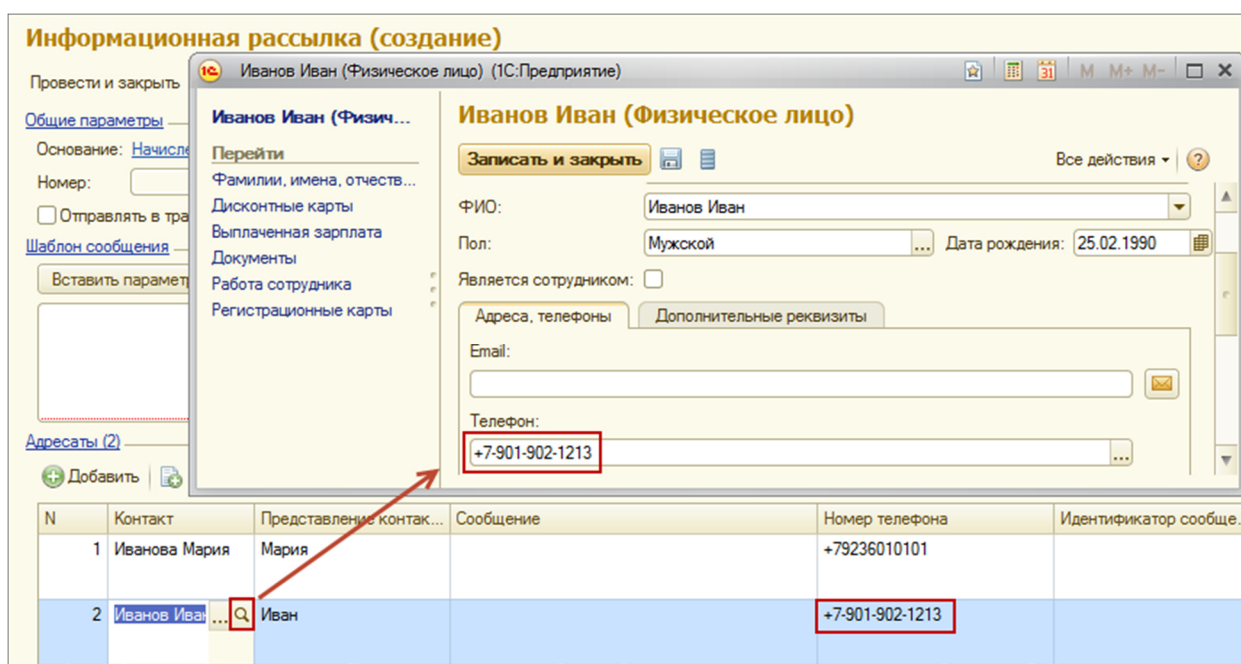 Информационная рассылка (создание)
Провести и закрыть
Общие параметры
Основание: Начисле
Номер:
Отправлять в тра
Шаблон сообщения
Вставить параметр
Адресаты (2)
Добавить
1С Иванов Иван (Физическое лицо) (1С:Предприятие)
31 M M+ M-
Иванов Иван (Физич...
Перейти
Фамилии, имена, отчеств...
Дисконтные карты
Выплаченная зарплата
Документы
Работа сотрудника
Регистрационные карты
Иванов Иван (Физическое лицо)
Записать и закрыть Все действия ?
ФИО: Иванов Иван
Пол: Мужской ... Дата рождения: 25.02.1990
Является сотрудником:
Адреса, телефоны Дополнительные реквизиты
Email:
Телефон:
+7-901-902-1213 ...
N Контакт Представление контак... Сообщение Номер телефона Идентификатор сообще.
1 Иванова Мария Мария +79236010101
2 Иванов Иван ... Иван +7-901-902-1213